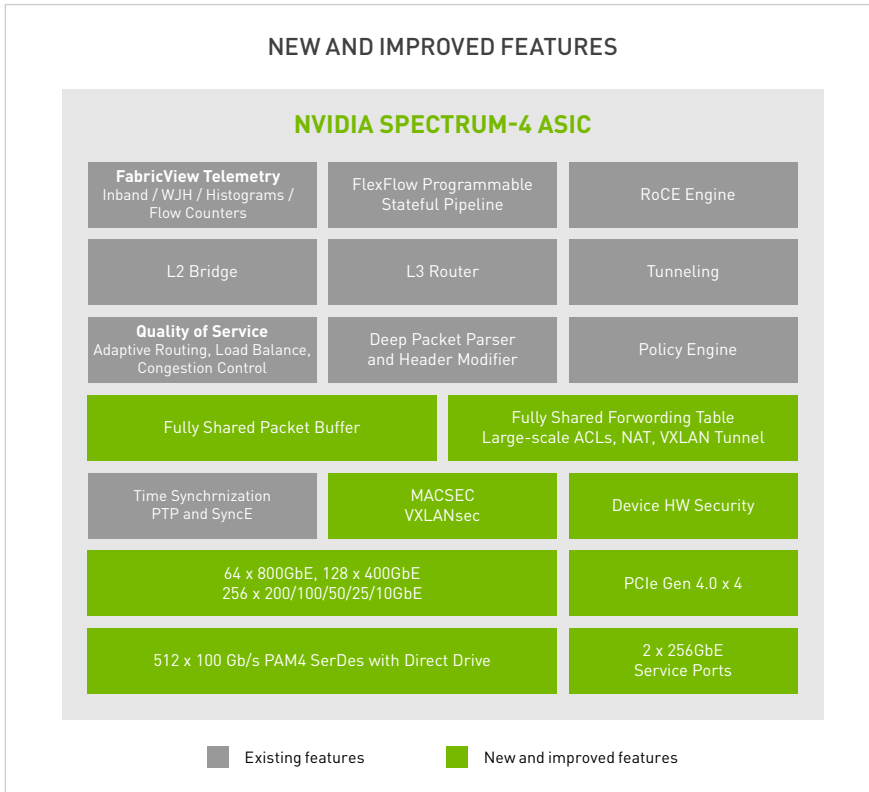 NEW AND IMPROVED FEATURES
NVIDIA SPECTRUM-4 ASIC
FabricView Telemetry
Inband / WJH / Histograms /
Flow Counters
FlexFlow Programmable
Stateful Pipeline
RoCE Engine
L2 Bridge
L3 Router
Tunneling
Quality of Service
Adaptive Routing, Load Balance,
Congestion Control
Deep Packet Parser
and Header Modifier
Policy Engine
Fully Shared Packet Buffer
Fully Shared Forwording Table
Large-scale ACLs, NAT, VXLAN Tunnel
Time Synchrnization
PTP and SyncE
MACSEC
VXLANsec
Device HW Security
64 x 800GbE, 128 x 400GbE
256 x 200/100/50/25/10GbE
PCIe Gen 4.0 x 4
512 x 100 Gb/s PAM4 SerDes with Direct Drive
2 x 256GbE
Service Ports
Existing features
New and improved features